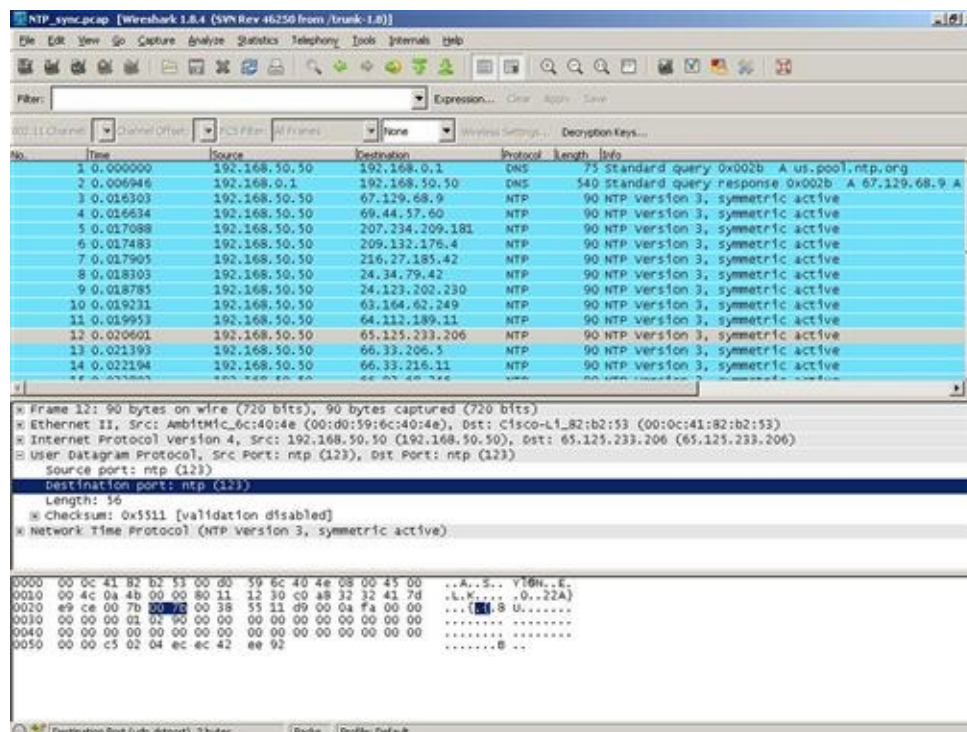 NTP_sync.pcap [Wireshark 1.8.4 (SVN Rev 46250 from /trunk-1.8)]
File Edit View Go Capture Analyze Statistics Telephony Tools Internals Help
Filter: Expression... Clear Apply Save
802.11 Channel: Channel Offset: FCS Filter: All Frames None Wireless Settings... Decryption Keys...
No. Time Source Destination Protocol Length Info
1 0.000000 192.168.50.50 192.168.0.1 DNS 75 Standard query 0x002b A us.pool.ntp.org
2 0.006946 192.168.0.1 192.168.50.50 DNS 540 Standard query response 0x002b A 67.129.68.9 A
3 0.016303 192.168.50.50 67.129.68.9 NTP 90 NTP Version 3, symmetric active
4 0.016634 192.168.50.50 69.44.57.60 NTP 90 NTP Version 3, symmetric active
5 0.017088 192.168.50.50 207.234.209.181 NTP 90 NTP Version 3, symmetric active
6 0.017483 192.168.50.50 209.132.176.4 NTP 90 NTP Version 3, symmetric active
7 0.017905 192.168.50.50 216.27.185.42 NTP 90 NTP Version 3, symmetric active
8 0.018303 192.168.50.50 24.34.79.42 NTP 90 NTP Version 3, symmetric active
9 0.018785 192.168.50.50 24.123.202.230 NTP 90 NTP Version 3, symmetric active
10 0.019231 192.168.50.50 63.164.62.249 NTP 90 NTP Version 3, symmetric active
11 0.019953 192.168.50.50 64.112.189.11 NTP 90 NTP Version 3, symmetric active
12 0.020601 192.168.50.50 65.125.233.206 NTP 90 NTP Version 3, symmetric active
13 0.021393 192.168.50.50 66.33.206.5 NTP 90 NTP Version 3, symmetric active
14 0.022194 192.168.50.50 66.33.216.11 NTP 90 NTP Version 3, symmetric active
Frame 12: 90 bytes on wire (720 bits), 90 bytes captured (720 bits)
Ethernet II, Src: AmbitMic_6c:40:4e (00:d0:59:6c:40:4e), Dst: Cisco-Li_82:b2:53 (00:0c:41:82:b2:53)
Internet Protocol Version 4, Src: 192.168.50.50 (192.168.50.50), Dst: 65.125.233.206 (65.125.233.206)
User Datagram Protocol, Src Port: ntp (123), Dst Port: ntp (123)
Source port: ntp (123)
Destination port: ntp (123)
Length: 56
Checksum: 0x5511 [validation disabled]
Network Time Protocol (NTP Version 3, symmetric active)
0000 00 0c 41 82 b2 53 00 d0 59 6c 40 4e 08 00 45 00 ..A..S.. Yl@N..E.
0010 00 4c 0a 4b 00 00 80 11 12 30 c0 a8 32 32 41 7d .L.K.... .0..22A}
0020 e9 ce 00 7b 00 7b 00 38 55 11 d9 00 0a fa 00 00 ...{.{.8 U.......
0030 00 00 01 02 90 00 00 00 00 00 00 00 00 00 ........ ........
0040 00 00 00 00 00 00 00 00 00 00 00 00 00 00 00 00 ........ ........
0050 00 00 c5 02 04 ec ec 42 ee 92 .......B ..